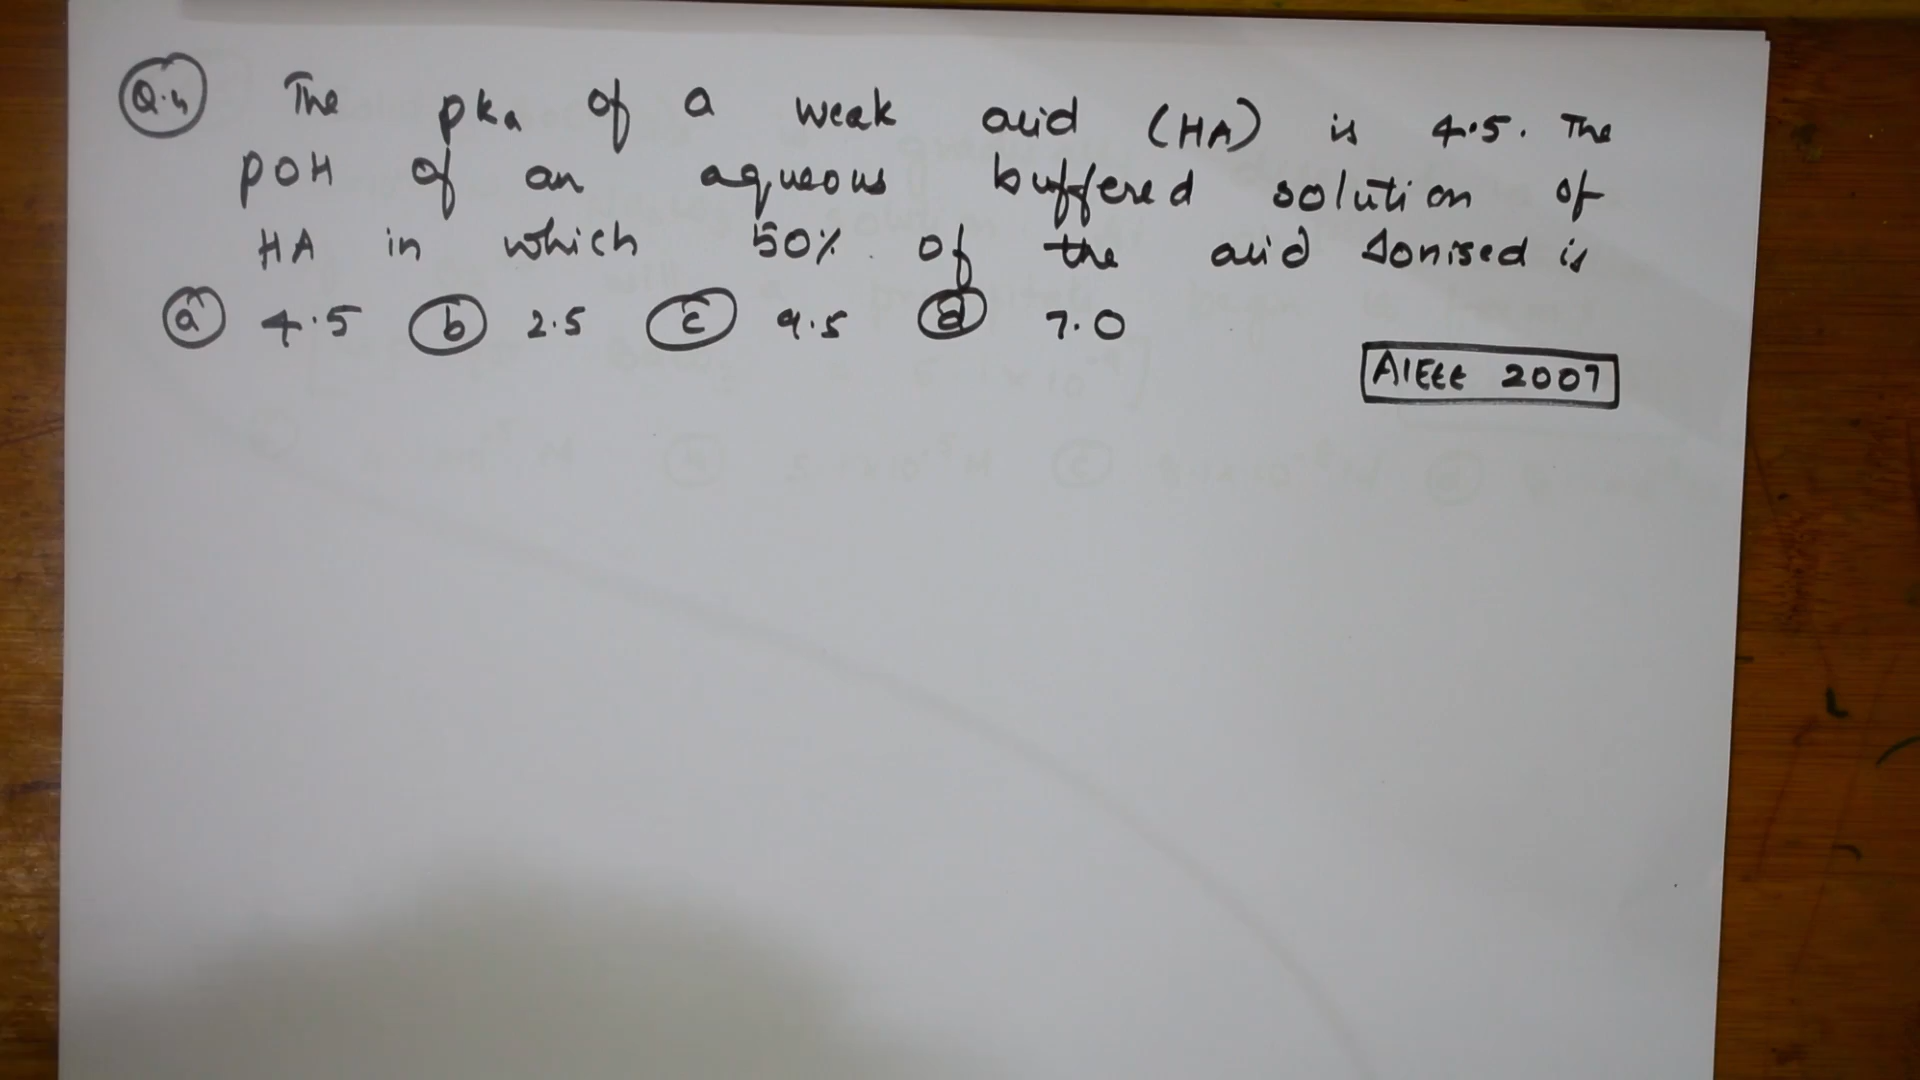 Q.4 The pKa of a weak acid (HA) is 4.5. The
pOH of an aqueous buffered solution of
HA in which 50% of the acid Ionised is
(a) 4.5 (b) 2.5 (c) 9.5 (d) 7.0
AIEEE 2007